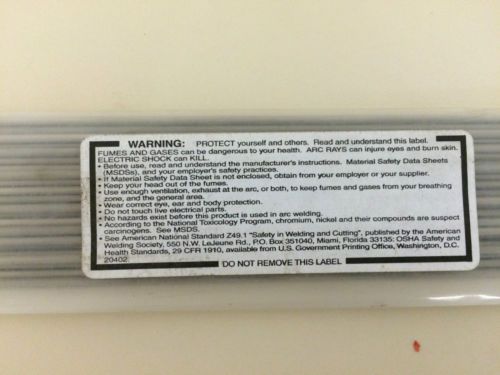 WARNING: PROTECT yourself and others. Read and understand this label.
FUMES AND GASES can be dangerous to your health. ARC RAYS can injure eyes and burn skin.
ELECTRIC SHOCK can KILL.
• Before use, read and understand the manufacturer's instructions. Material Safety Data Sheets
(MSDSs), and your employer's safety practices.
• If Material Safety Data Sheet is not enclosed, obtain from your employer or your supplier.
• Keep your head out of the fumes.
• Use enough ventilation, exhaust at the arc, or both, to keep fumes and gases from your breathing
zone, and the general area.
• Wear correct eye, ear and body protection.
• Do not touch live electrical parts.
• No hazards exist before this product is used in arc welding.
• According to the National Toxicology Program, chromium, nickel and their compounds are suspect
carcinogens. See MSDS.
• See American National Standard Z49.1 "Safety in Welding and Cutting", published by the American
Welding Society, 550 N.W. LeJeune Rd., P.O. Box 351040, Miami, Florida 33135: OSHA Safety and
Health Standards, 29 CFR 1910, available from U.S. Government Printing Office, Washington, D.C.
20402.
DO NOT REMOVE THIS LABEL